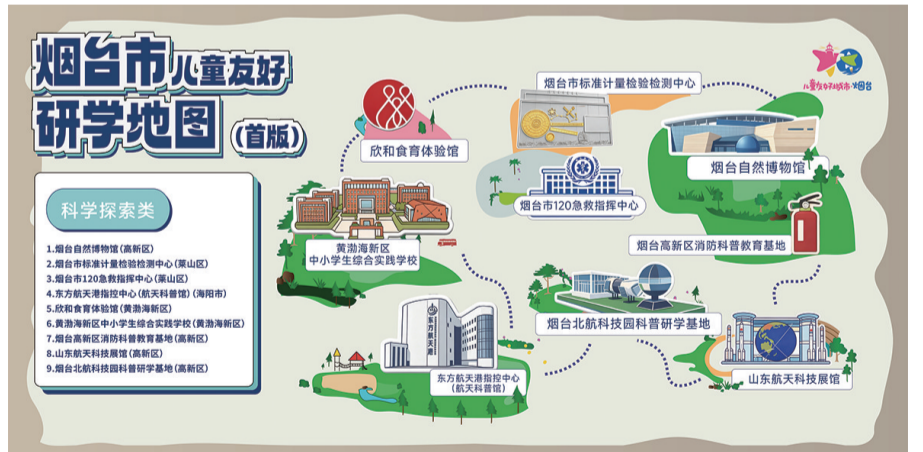 烟台市儿童友好
研学地图（首版）
儿童友好城市·烟台
科学探索类
1.烟台自然博物馆(高新区)
2.烟台市标准计量检验检测中心(莱山区)
3.烟台市120急救指挥中心(莱山区)
4.东方航天港指控中心(航天科普馆)(海阳市)
5.欣和食育体验馆(黄渤海新区)
6.黄渤海新区中小学生综合实践学校(黄渤海新区)
7.烟台高新区消防科普教育基地(高新区)
8.山东航天科技展馆(高新区)
9.烟台北航科技园科普研学基地(高新区)
烟台市标准计量检验检测中心
欣和食育体验馆
烟台自然博物馆
烟台市120急救指挥中心
黄渤海新区
中小学生综合实践学校
烟台高新区消防科普教育基地
烟台北航科技园科普研学基地
东方航天港
东方航天港指控中心
(航天科普馆)
山东航天科技展馆